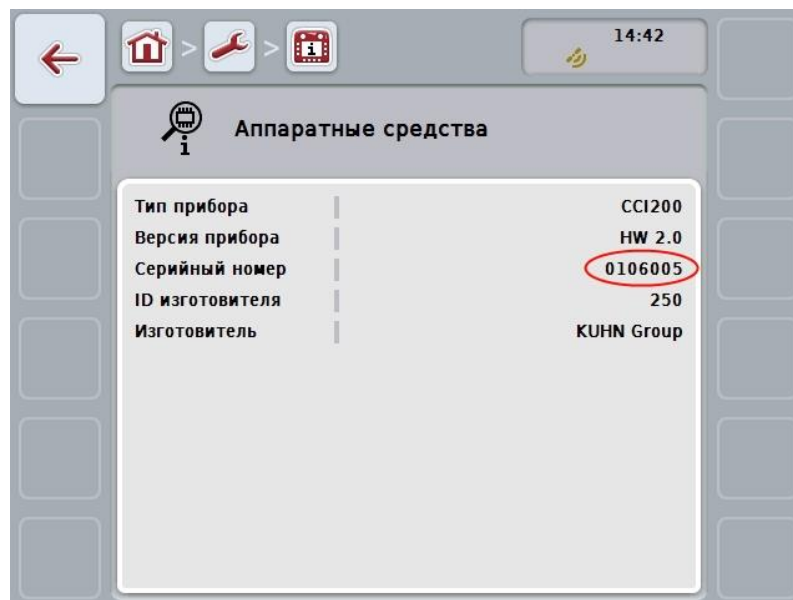 > >
14:42
Аппаратные средства
Тип прибора CCI200
Версия прибора HW 2.0
Серийный номер 0106005
ID изготовителя 250
Изготовитель KUHN Group